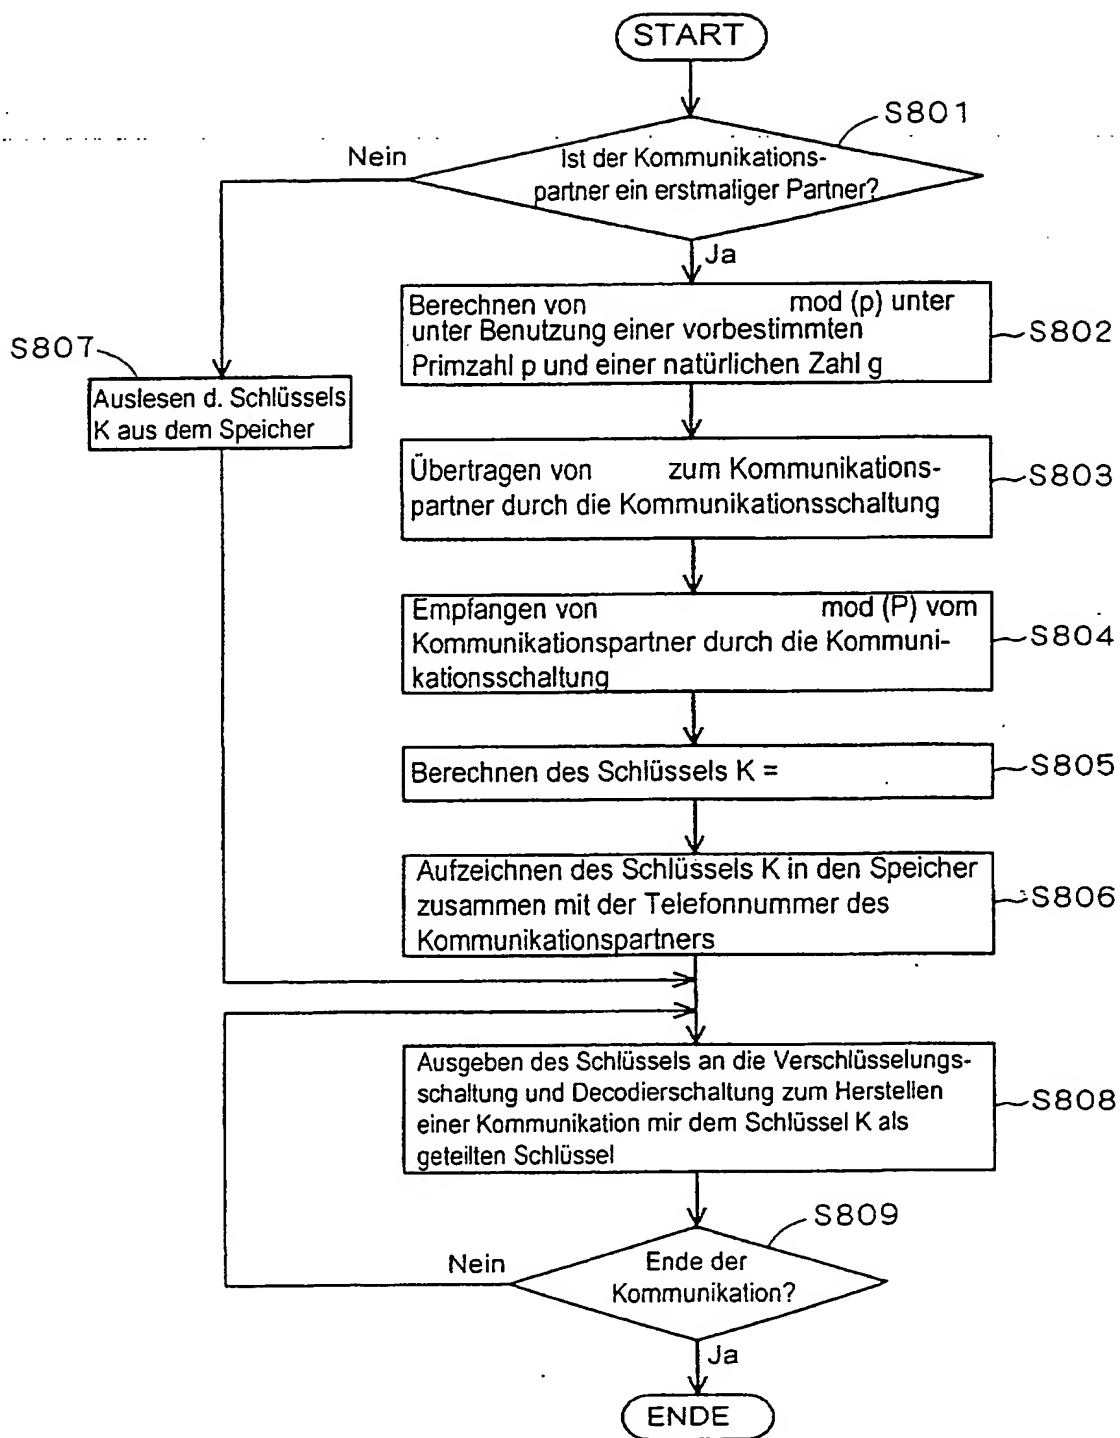 START
S801
Nein
Ist der Kommunikations-
partner ein erstmaliger Partner?
Ja
Berechnen von mod (p) unter
unter Benutzung einer vorbestimmten
Primzahl p und einer natürlichen Zahl g
S802
S807
Auslesen d. Schlüssels
K aus dem Speicher
Übertragen von zum Kommunikations-
partner durch die Kommunikationsschaltung
S803
Empfangen von mod (P) vom
Kommunikationspartner durch die Kommuni-
kationsschaltung
S804
Berechnen des Schlüssels K =
S805
Aufzeichnen des Schlüssels K in den Speicher
zusammen mit der Telefonnummer des
Kommunikationspartners
S806
Ausgeben des Schlüssels an die Verschlüsselungs-
schaltung und Decodierschaltung zum Herstellen
einer Kommunikation mir dem Schlüssel K als
geteilten Schlüssel
S808
S809
Nein
Ende der
Kommunikation?
Ja
ENDE